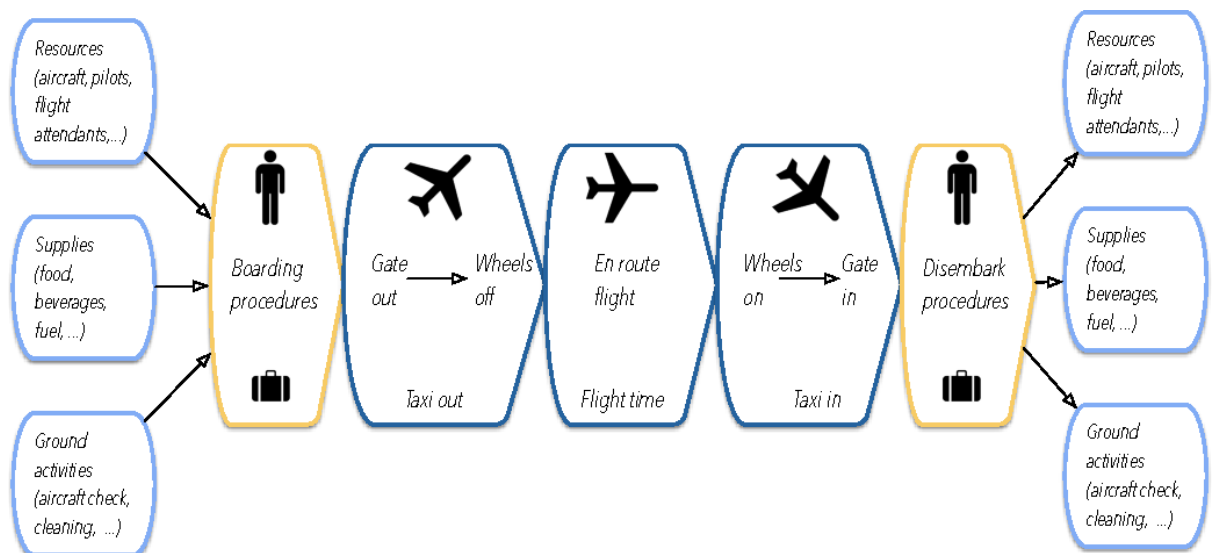 Resources
(aircraft, pilots,
flight
attendants,...)
Supplies
(food,
beverages,
fuel, ...)
Ground
activities
(aircraft check,
cleaning, ...)
Boarding
procedures
Gate
out
Wheels
off
Taxi out
En route
flight
Flight time
Wheels
on
Gate
in
Taxi in
Disembark
procedures
Resources
(aircraft, pilots,
flight
attendants,...)
Supplies
(food,
beverages,
fuel, ...)
Ground
activities
(aircraft check,
cleaning, ...)